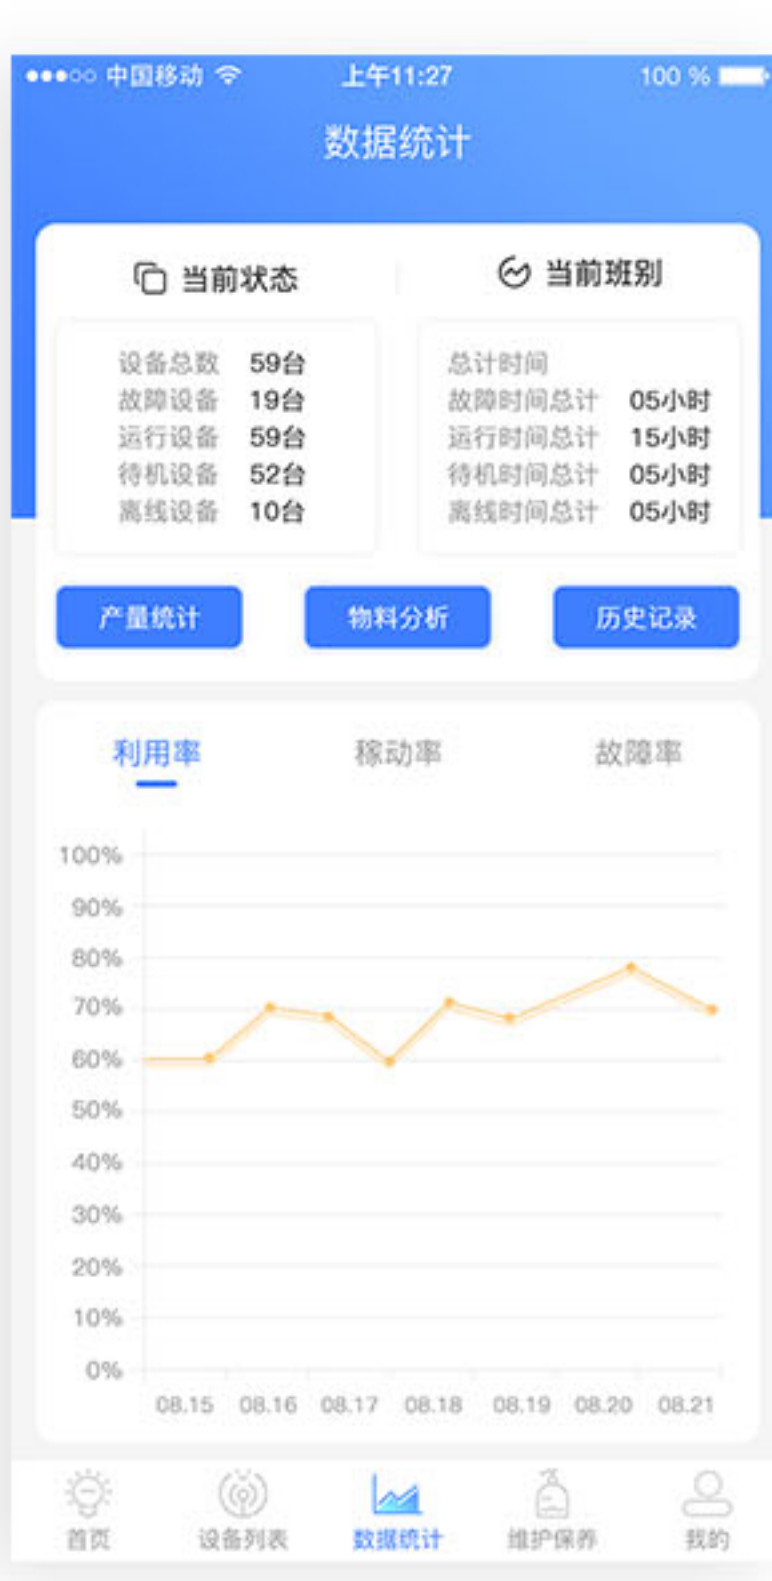 中国移动 上午11:27 100 %
数据统计
当前状态 当前班别
设备总数 59台
故障设备 19台
运行设备 59台
待机设备 52台
离线设备 10台
总计时间
故障时间总计 05小时
运行时间总计 15小时
待机时间总计 05小时
离线时间总计 05小时
产量统计 物料分析 历史记录
利用率 稼动率 故障率
100%
90%
80%
70%
60%
50%
40%
30%
20%
10%
0%
08.15 08.16 08.17 08.18 08.19 08.20 08.21
首页 设备列表 数据统计 维护保养 我的